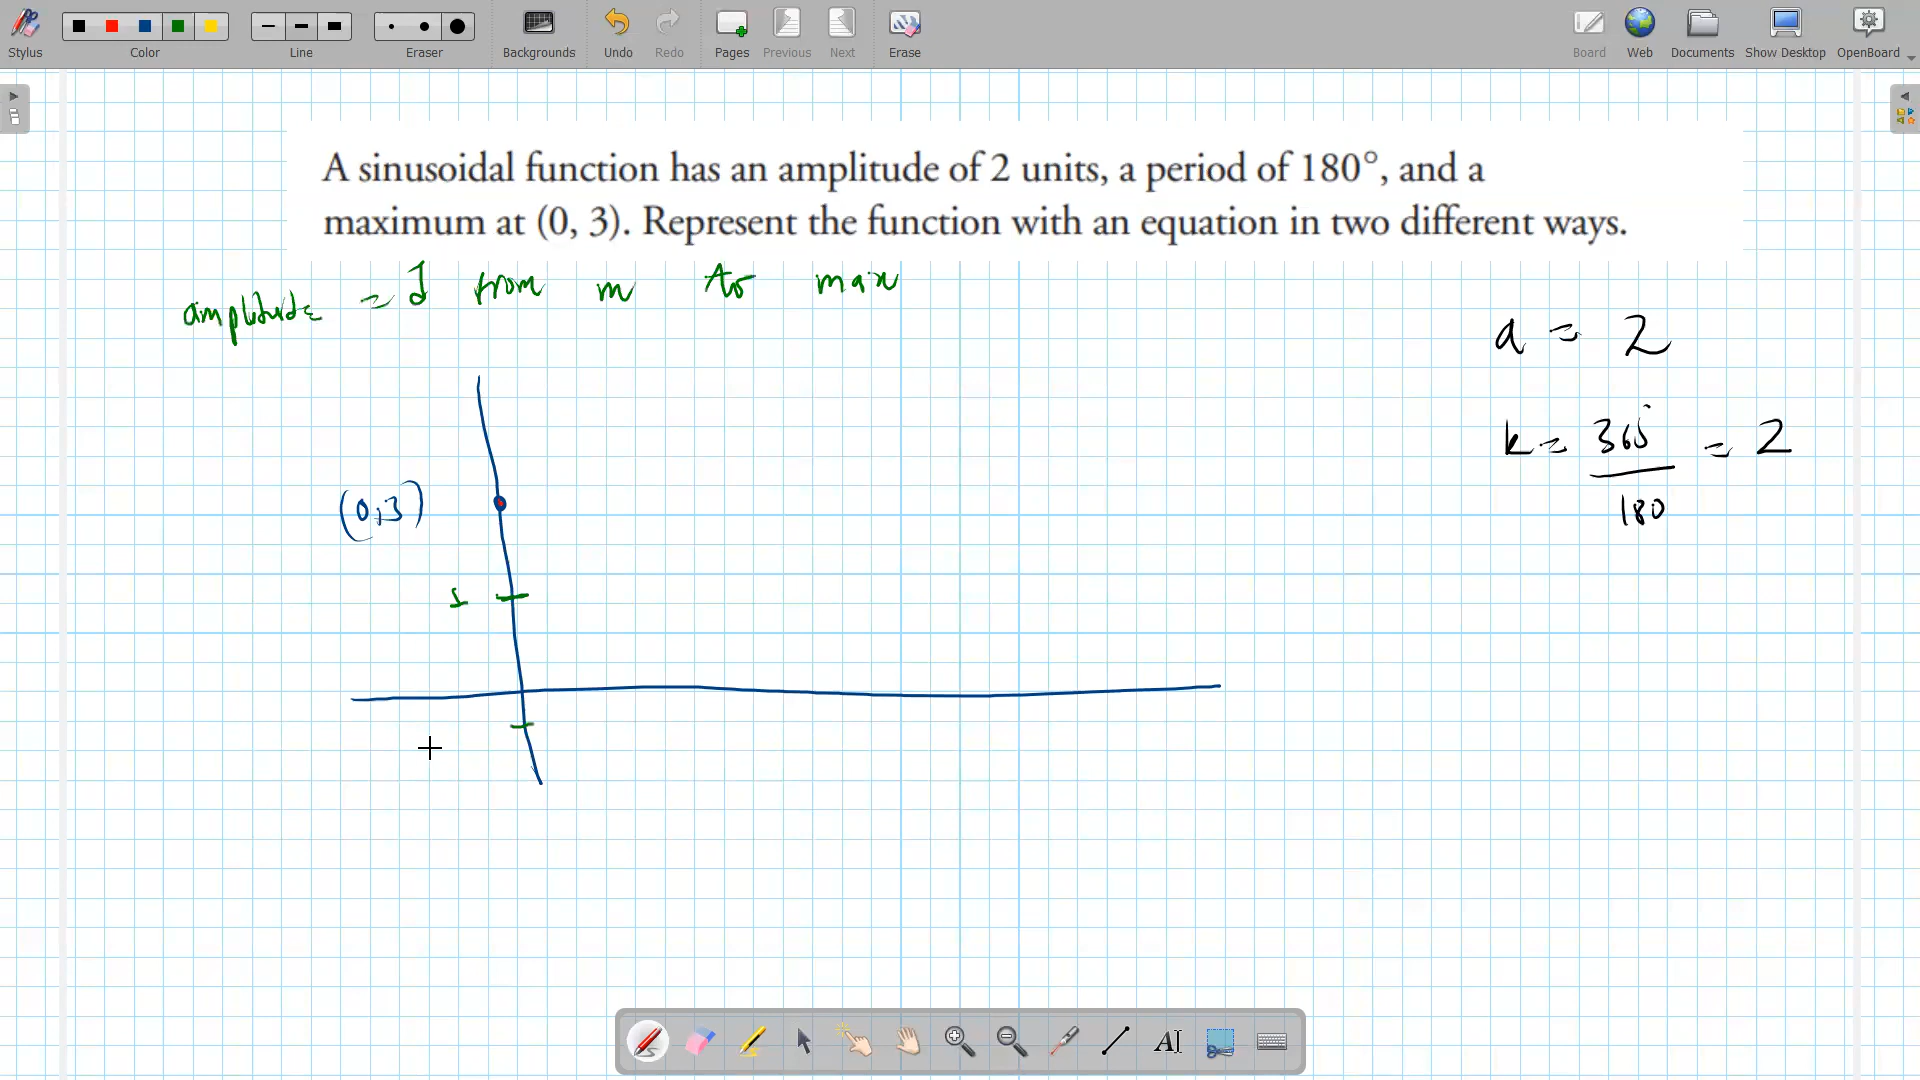 Stylus Color Line Eraser Backgrounds Undo Redo Pages Previous Next Erase Board Web Documents Show Desktop OpenBoard
A sinusoidal function has an amplitude of 2 units, a period of 180°, and a
maximum at (0, 3). Represent the function with an equation in two different ways.
amplitude = d from m to max
a = 2
k = 360° / 180 = 2
(0,3)
1